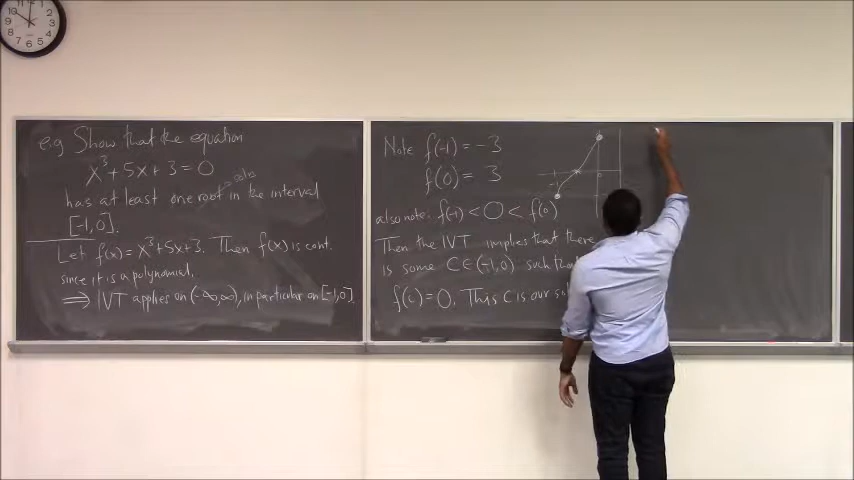 e.g Show that the equation
x³ + 5x + 3 = 0
has at least one root in the interval
[-1,0].
Let f(x) = x³+5x+3. Then f(x) is cont.
since it is a polynomial.
⟹ IVT applies on (-∞,∞), in particular on [-1,0].
Note f(-1) = -3
f(0) = 3
also note: f(-1) < 0 < f(0)
Then the IVT implies that there
is some C∈(-1,0) such tha
f(c) = 0. This C is our s
-1
0